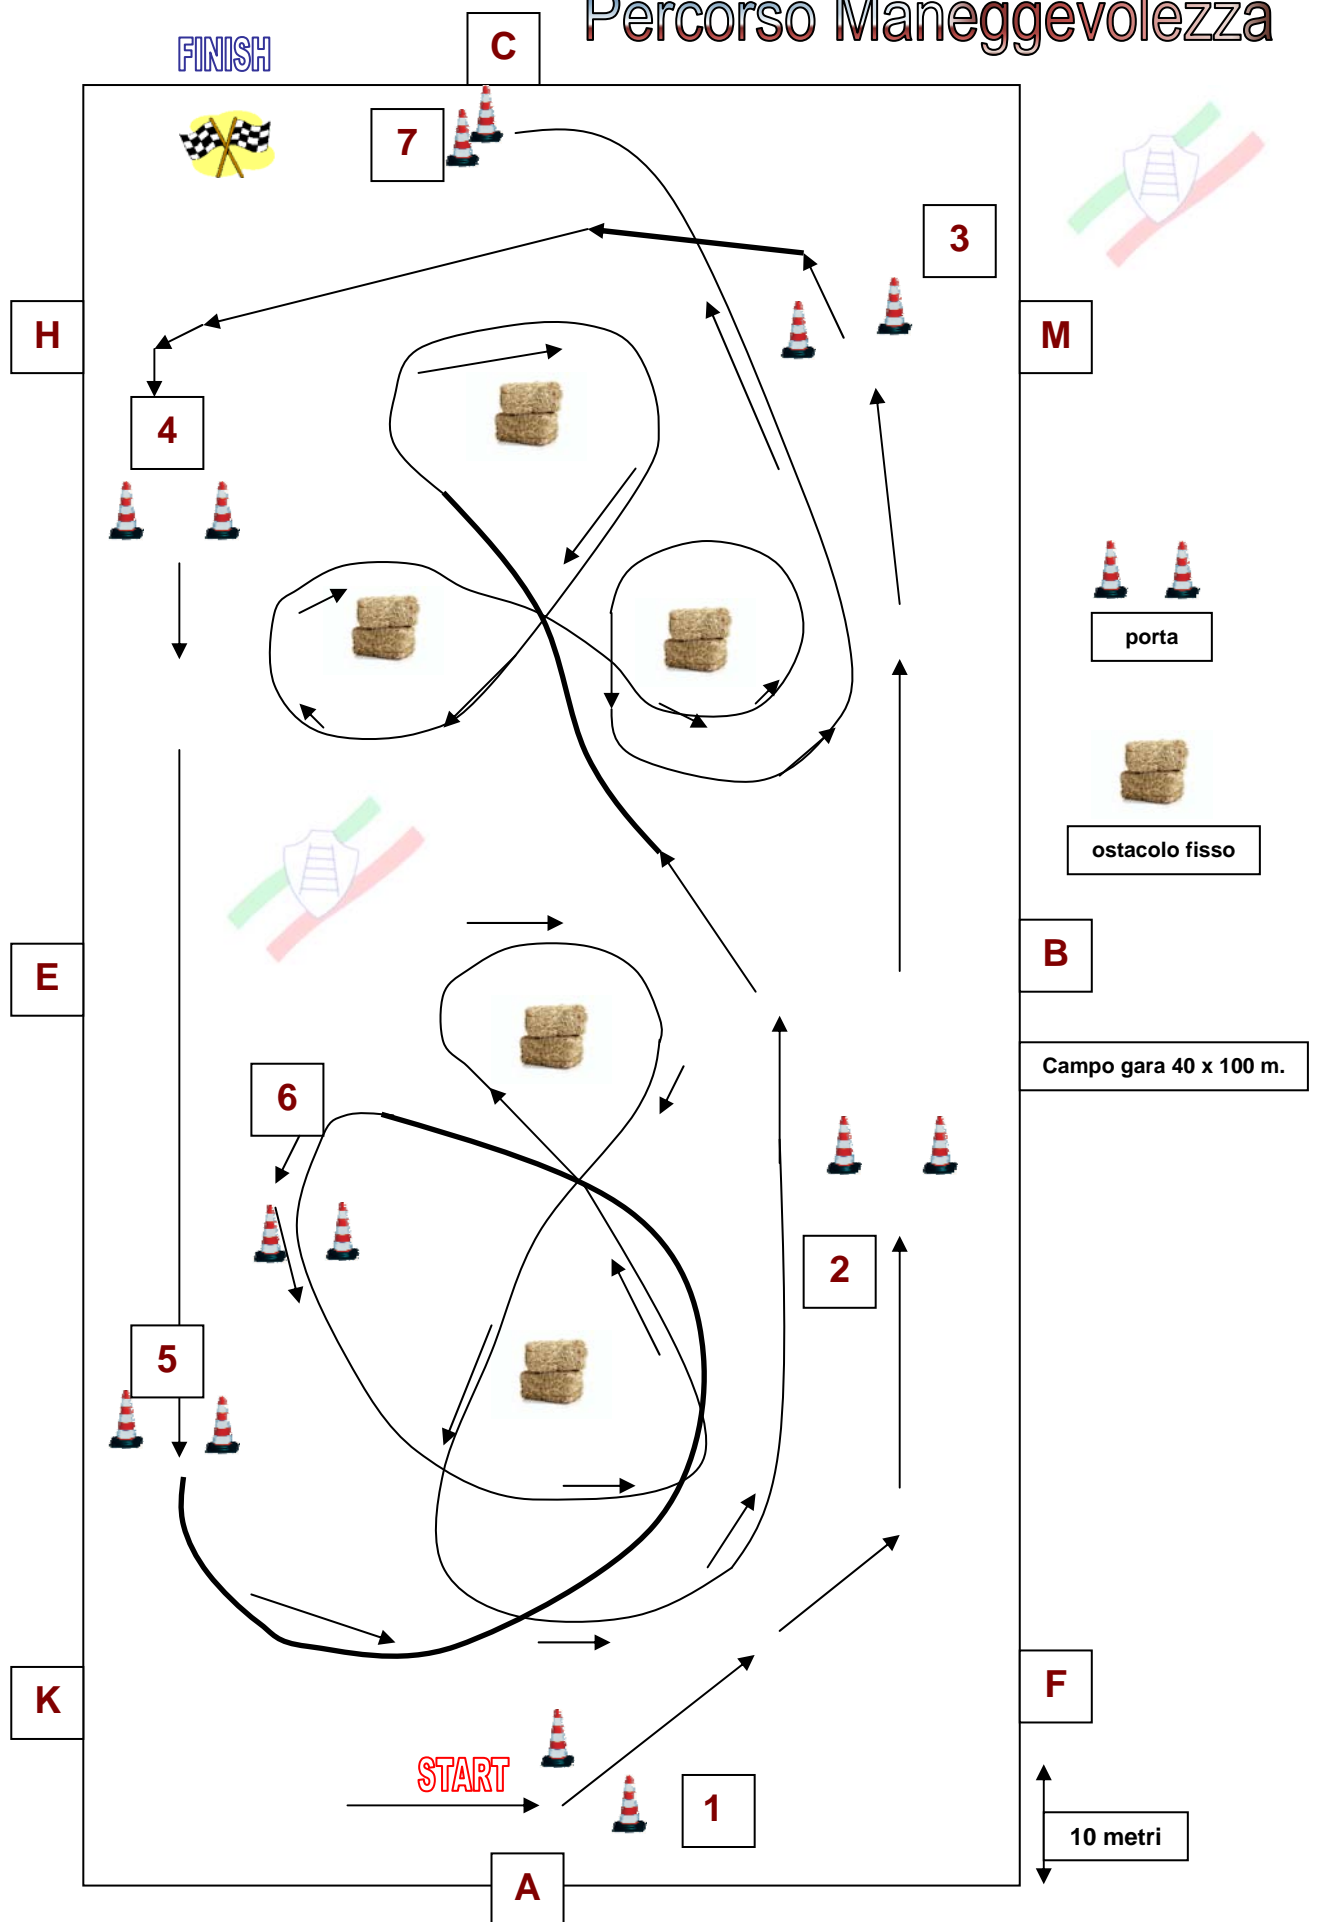 Percorso Maneggevolezza
FINISH
C
7
3
H
M
4
porta
ostacolo fisso
E
B
Campo gara 40 x 100 m.
6
2
5
K
F
START
1
10 metri
A